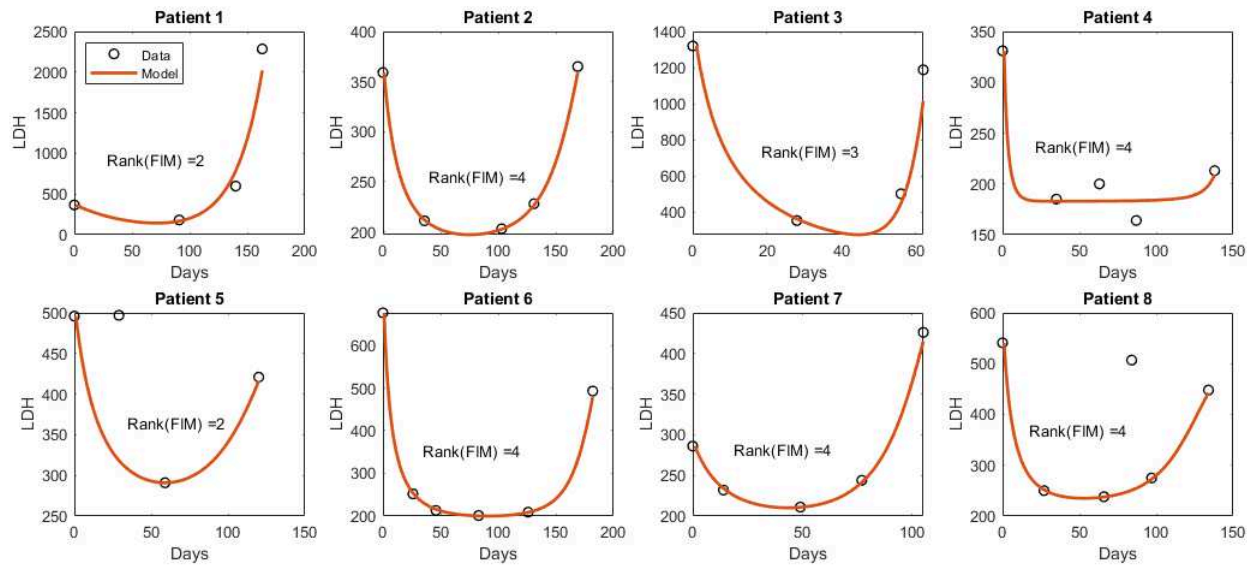 Patient 1
Patient 2
Patient 3
Patient 4
2500
2000
1500
1000
500
0
LDH
Data
Model
Rank(FIM) =2
0
50
100
150
200
Days
400
350
300
250
200
LDH
Rank(FIM) =4
0
50
100
150
200
Days
1400
1200
1000
800
600
400
LDH
Rank(FIM) =3
0
20
40
60
Days
350
300
250
200
150
LDH
Rank(FIM) =4
0
50
100
150
Days
Patient 5
Patient 6
Patient 7
Patient 8
500
450
400
350
300
250
LDH
Rank(FIM) =2
0
50
100
150
Days
600
500
400
300
200
LDH
Rank(FIM) =4
0
50
100
150
200
Days
450
400
350
300
250
200
LDH
Rank(FIM) =4
0
50
100
Days
600
500
400
300
200
LDH
Rank(FIM) =4
0
50
100
150
Days